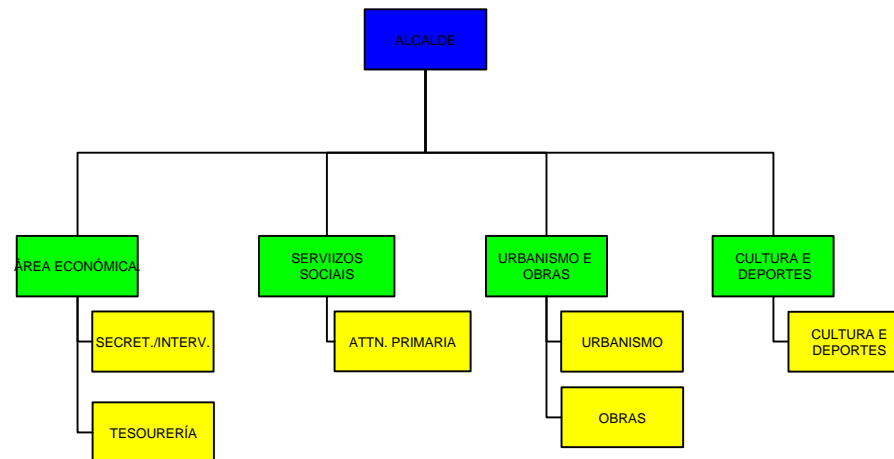 ALCALDE
ÁREA ECONÓMICA.
SERVIIZOS
SOCIAIS
URBANISMO E
OBRAS
CULTURA E
DEPORTES
SECRET./INTERV.
ATTN. PRIMARIA
URBANISMO
CULTURA E
DEPORTES
TESOURERÍA
OBRAS